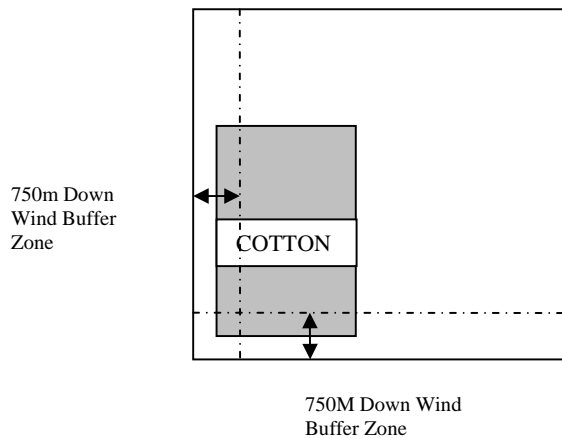 750m Down
Wind Buffer
Zone
COTTON
750M Down Wind
Buffer Zone